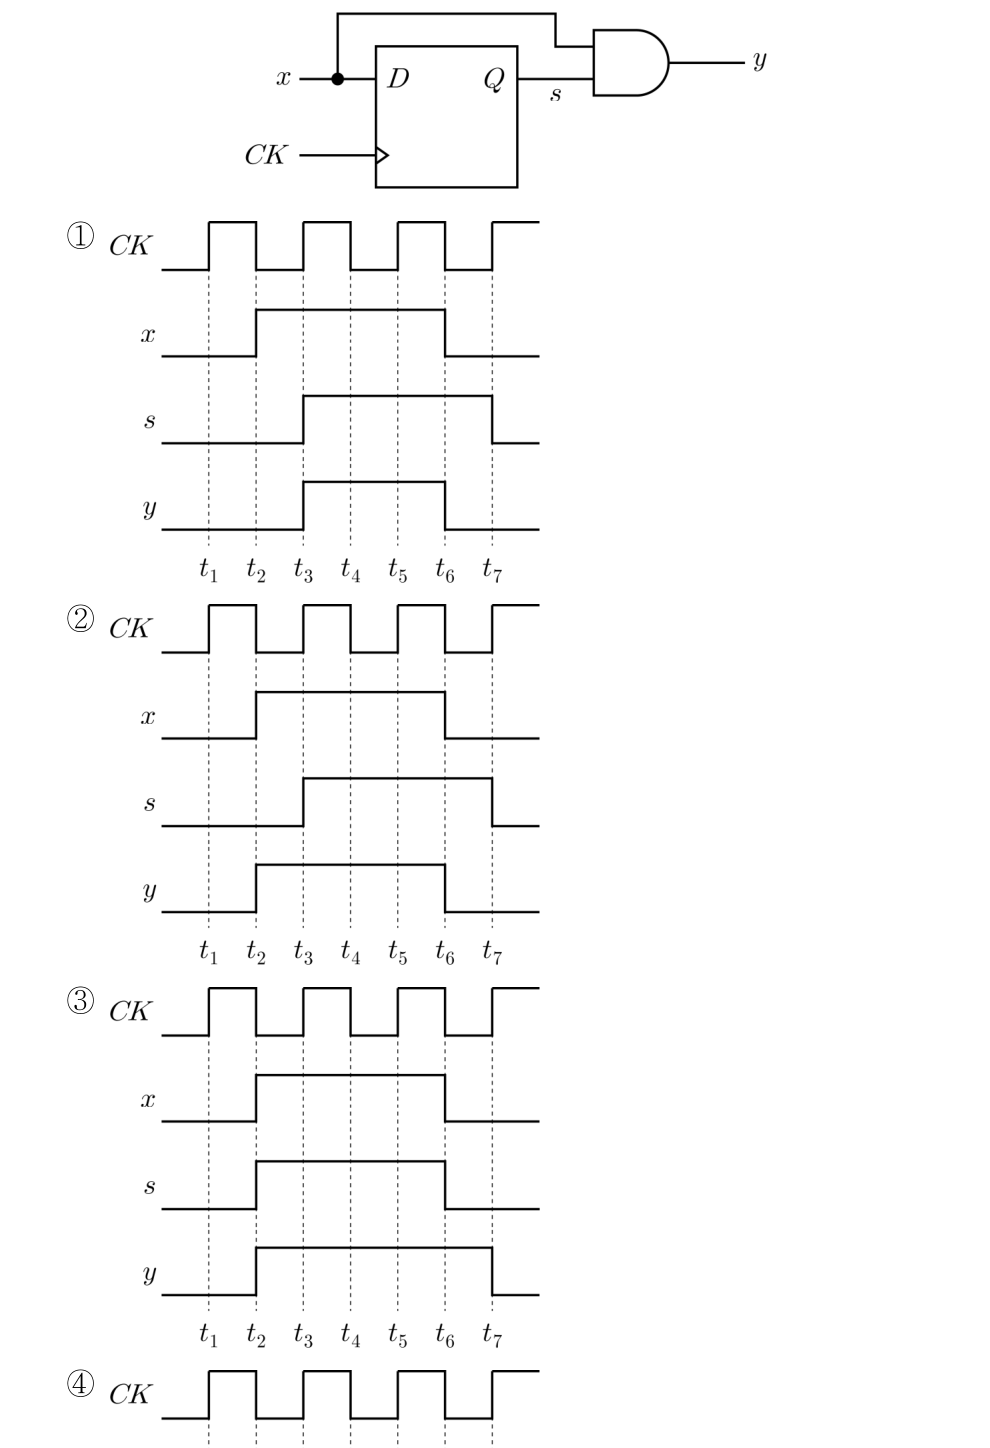 y
x D Q
s
CK
① CK
x
s
y
t₁ t₂ t₃ t₄ t₅ t₆ t₇
② CK
x
s
y
t₁ t₂ t₃ t₄ t₅ t₆ t₇
③ CK
x
s
y
t₁ t₂ t₃ t₄ t₅ t₆ t₇
④ CK